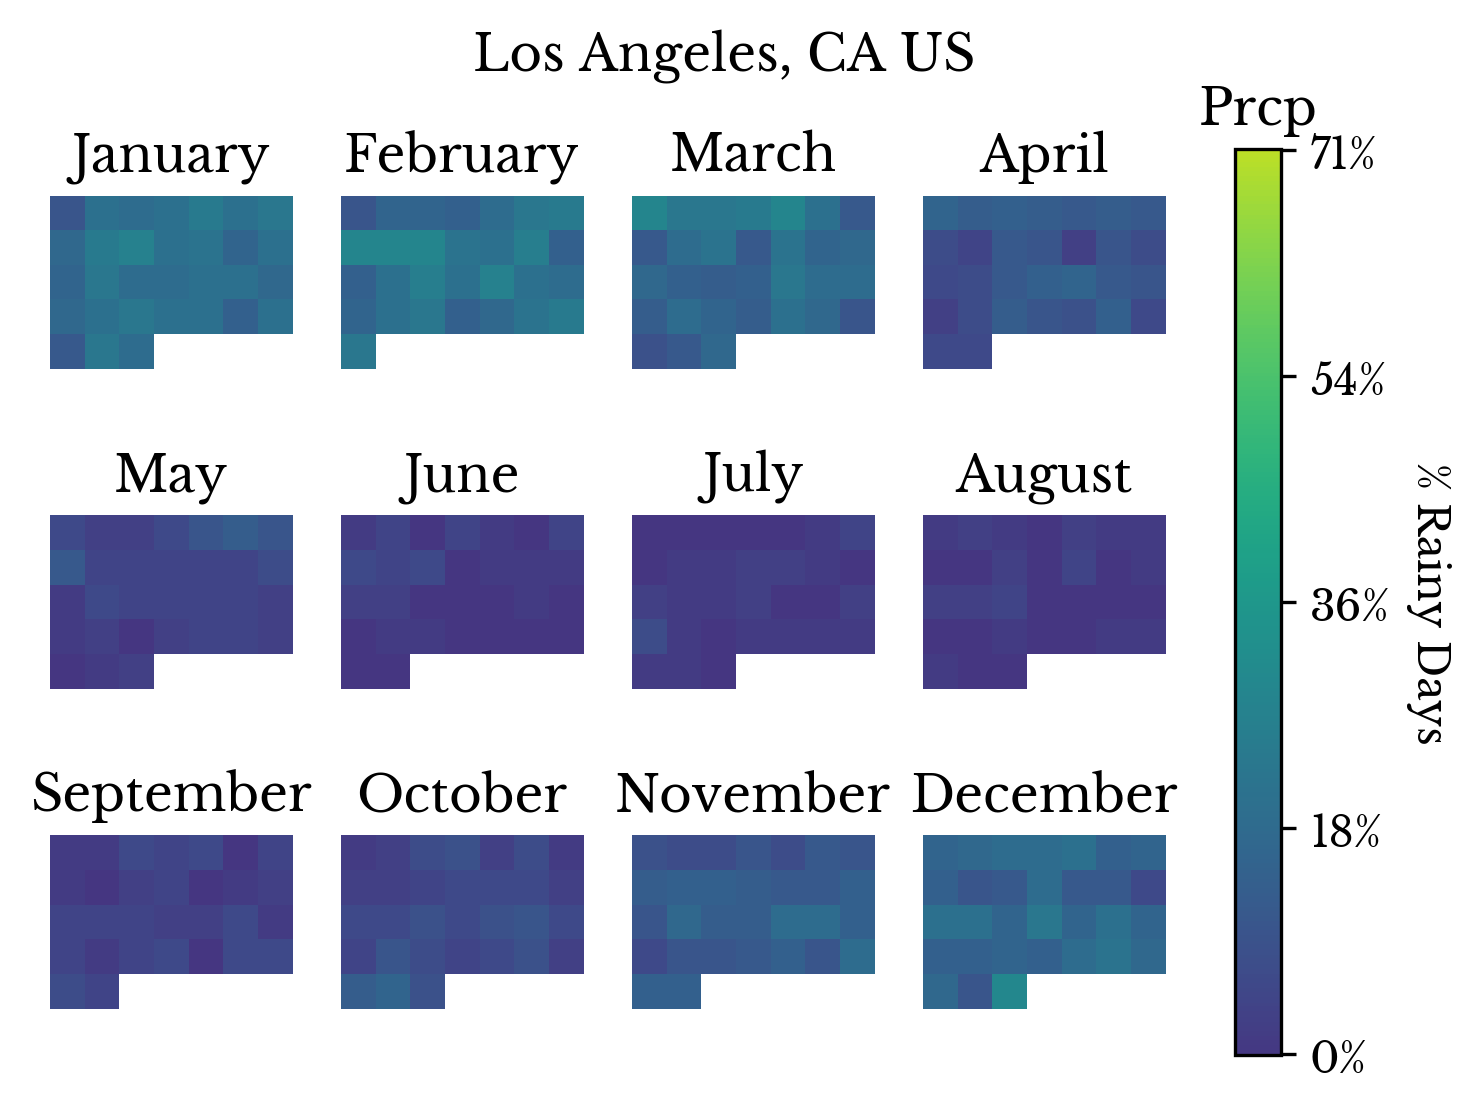 Los Angeles, CA US
Prcp
January February March April
May June July August
September October November December
71%
54%
36%
18%
0%
% Rainy Days